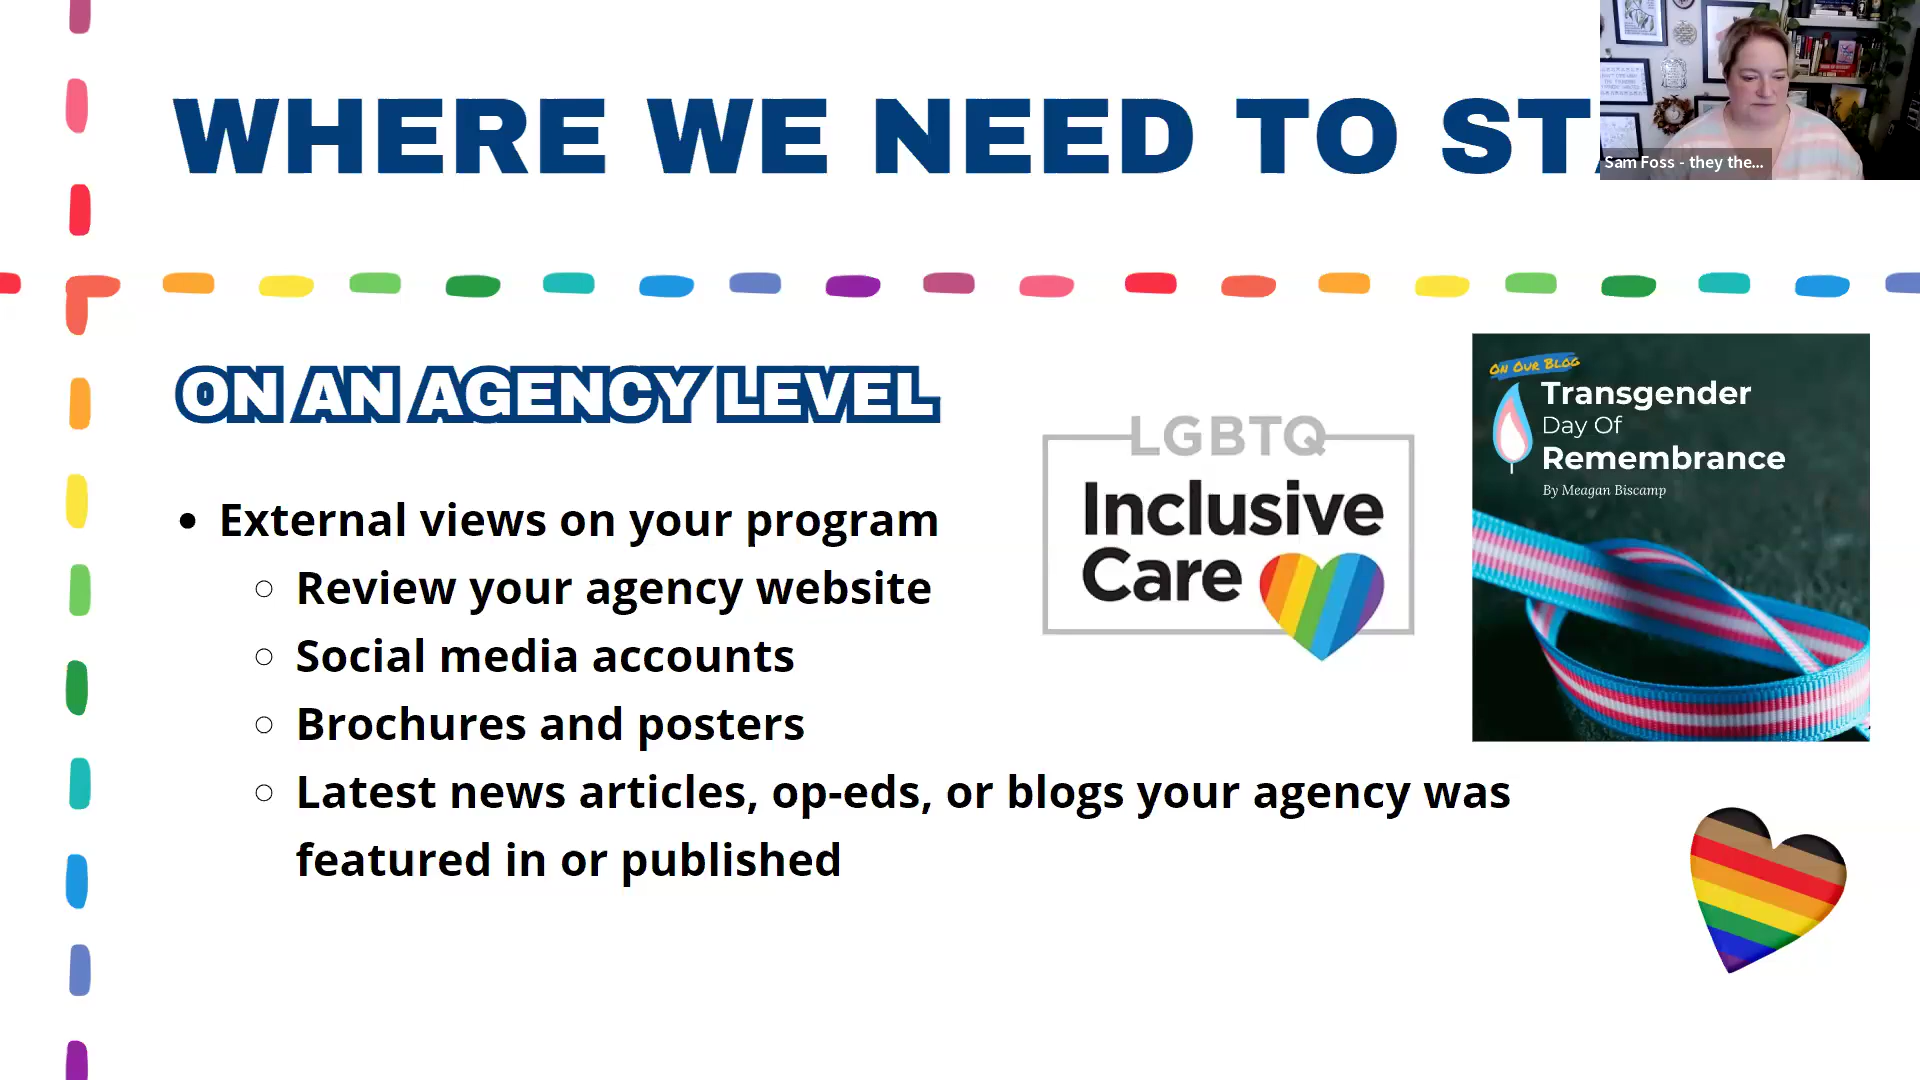 WHERE WE NEED TO ST
Sam Foss - they the...
ON AN AGENCY LEVEL
• External views on your program
○ Review your agency website
○ Social media accounts
○ Brochures and posters
○ Latest news articles, op-eds, or blogs your agency was
featured in or published
LGBTQ
Inclusive
Care
On Our Blog
Transgender
Day Of
Remembrance
By Meagan Biscamp